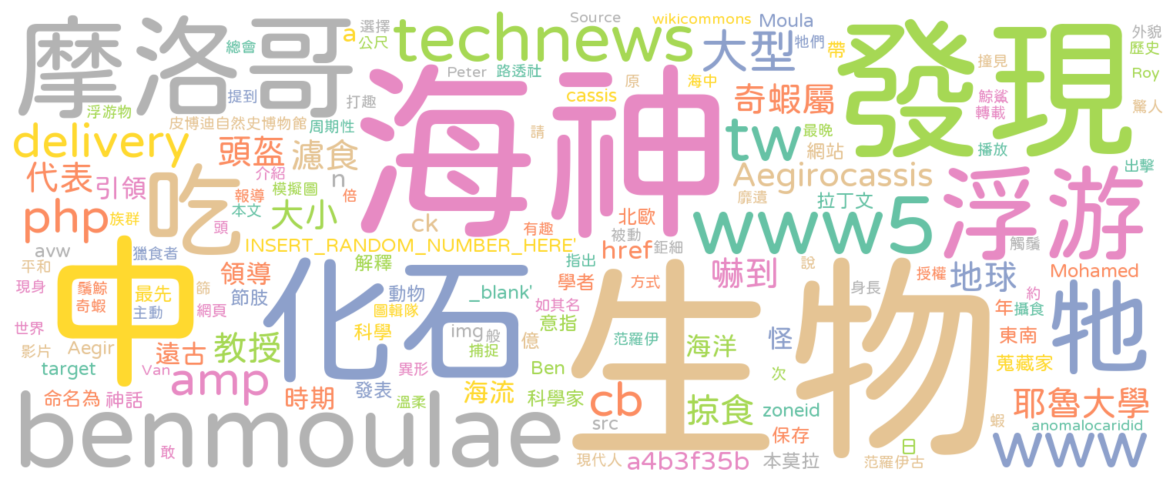 摩洛哥
總會
選擇
公尺
a
Source
wikicommons
Moula
technews
大型
牠們
帶
發現
外貌
歷史
Roy
驚人
撞見
鯨鯊
轉載
播放
出擊
浮游物
提到
打趣
Peter
路透社
原
海中
cassis
奇蝦屬
皮博迪自然史博物館
周期性
請
海神
delivery
頭盔
濾食
tw
最晚
網站
代表
引領
介紹
模擬圖
n
Aegirocassis
靡遺
拉丁文
吃
報導
倍
本文
大小
ck
有趣
北歐
被動
鉅細
www5
浮游
觸鬚
php
族群
頭
avw
獵食者
INSERT_RANDOM_NUMBER_HERE'
href
指出
解釋
學者
方式
嚇到
說
身長
授權
地球
Mohamed
平和
現身
鬚鯨
奇蝦
中
最先
主動
篩
網頁
領導
節肢
化石
動物
圖輯隊
_blank'
如其名
意指
生物
約
年
攝食
牠
世界
影片
Aegir
target
Van
遠古
教授
科學
img
般
捕捉
億
范羅伊
海洋
怪
東南
蒐藏家
命名為
神話
amp
時期
發表
異形
溫柔
海流
Ben
科學家
次
cb
掠食
zoneid
蝦
耶魯大學
anomalocaridid
benmoulae
敢
src
現代人
a4b3f35b
保存
本莫拉
日
范羅伊古
www